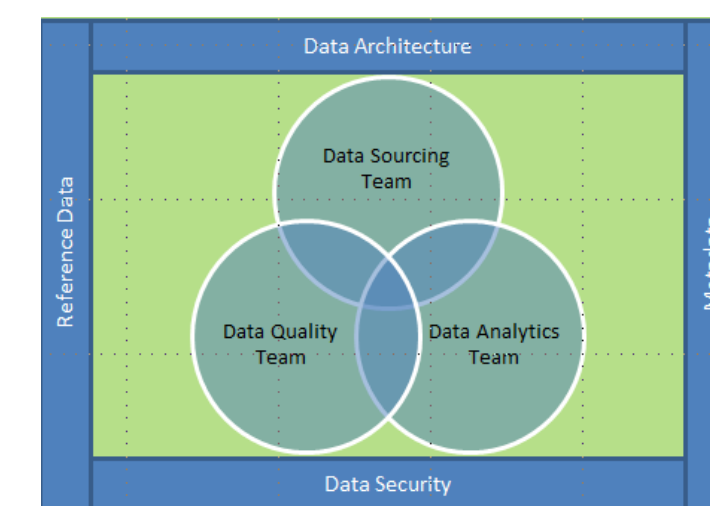 Data Architecture
Reference Data
Data Sourcing
Team
Data Quality
Team
Data Analytics
Team
Data Security